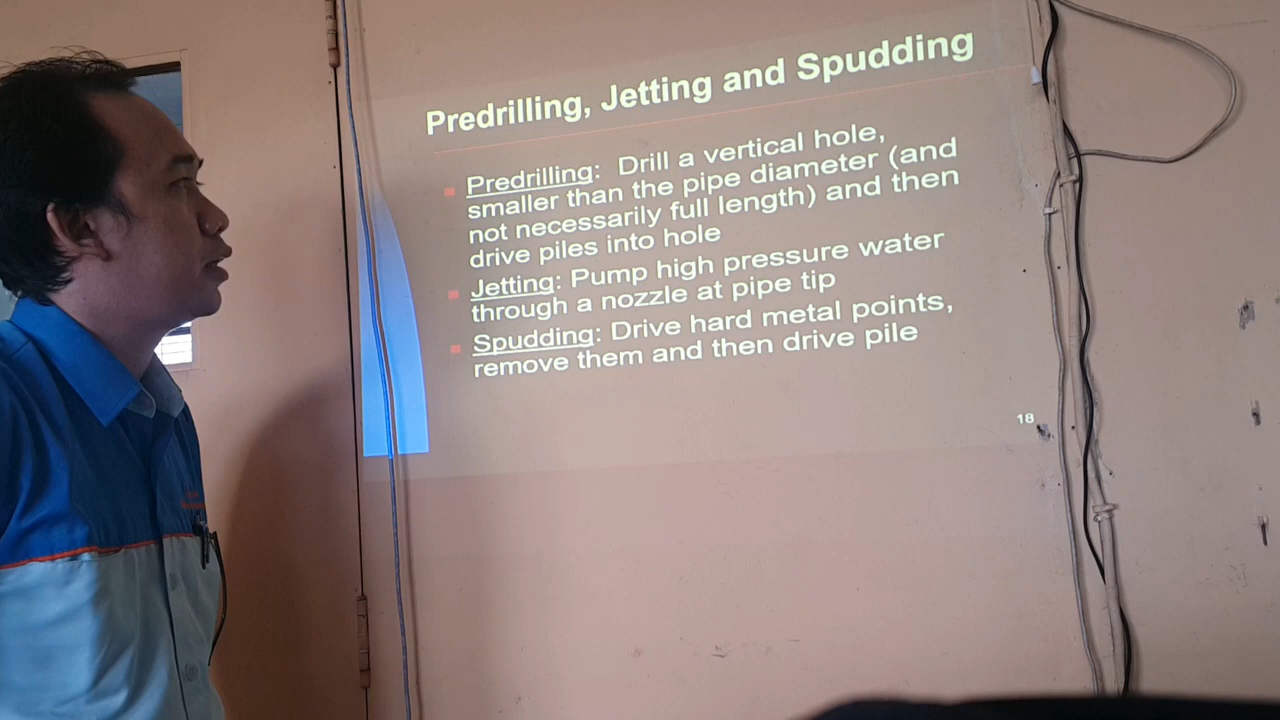 Predrilling, Jetting and Spudding
Predrilling: Drill a vertical hole,
smaller than the pipe diameter (and
not necessarily full length) and then
drive piles into hole
Jetting: Pump high pressure water
through a nozzle at pipe tip
Spudding: Drive hard metal points,
remove them and then drive pile
18